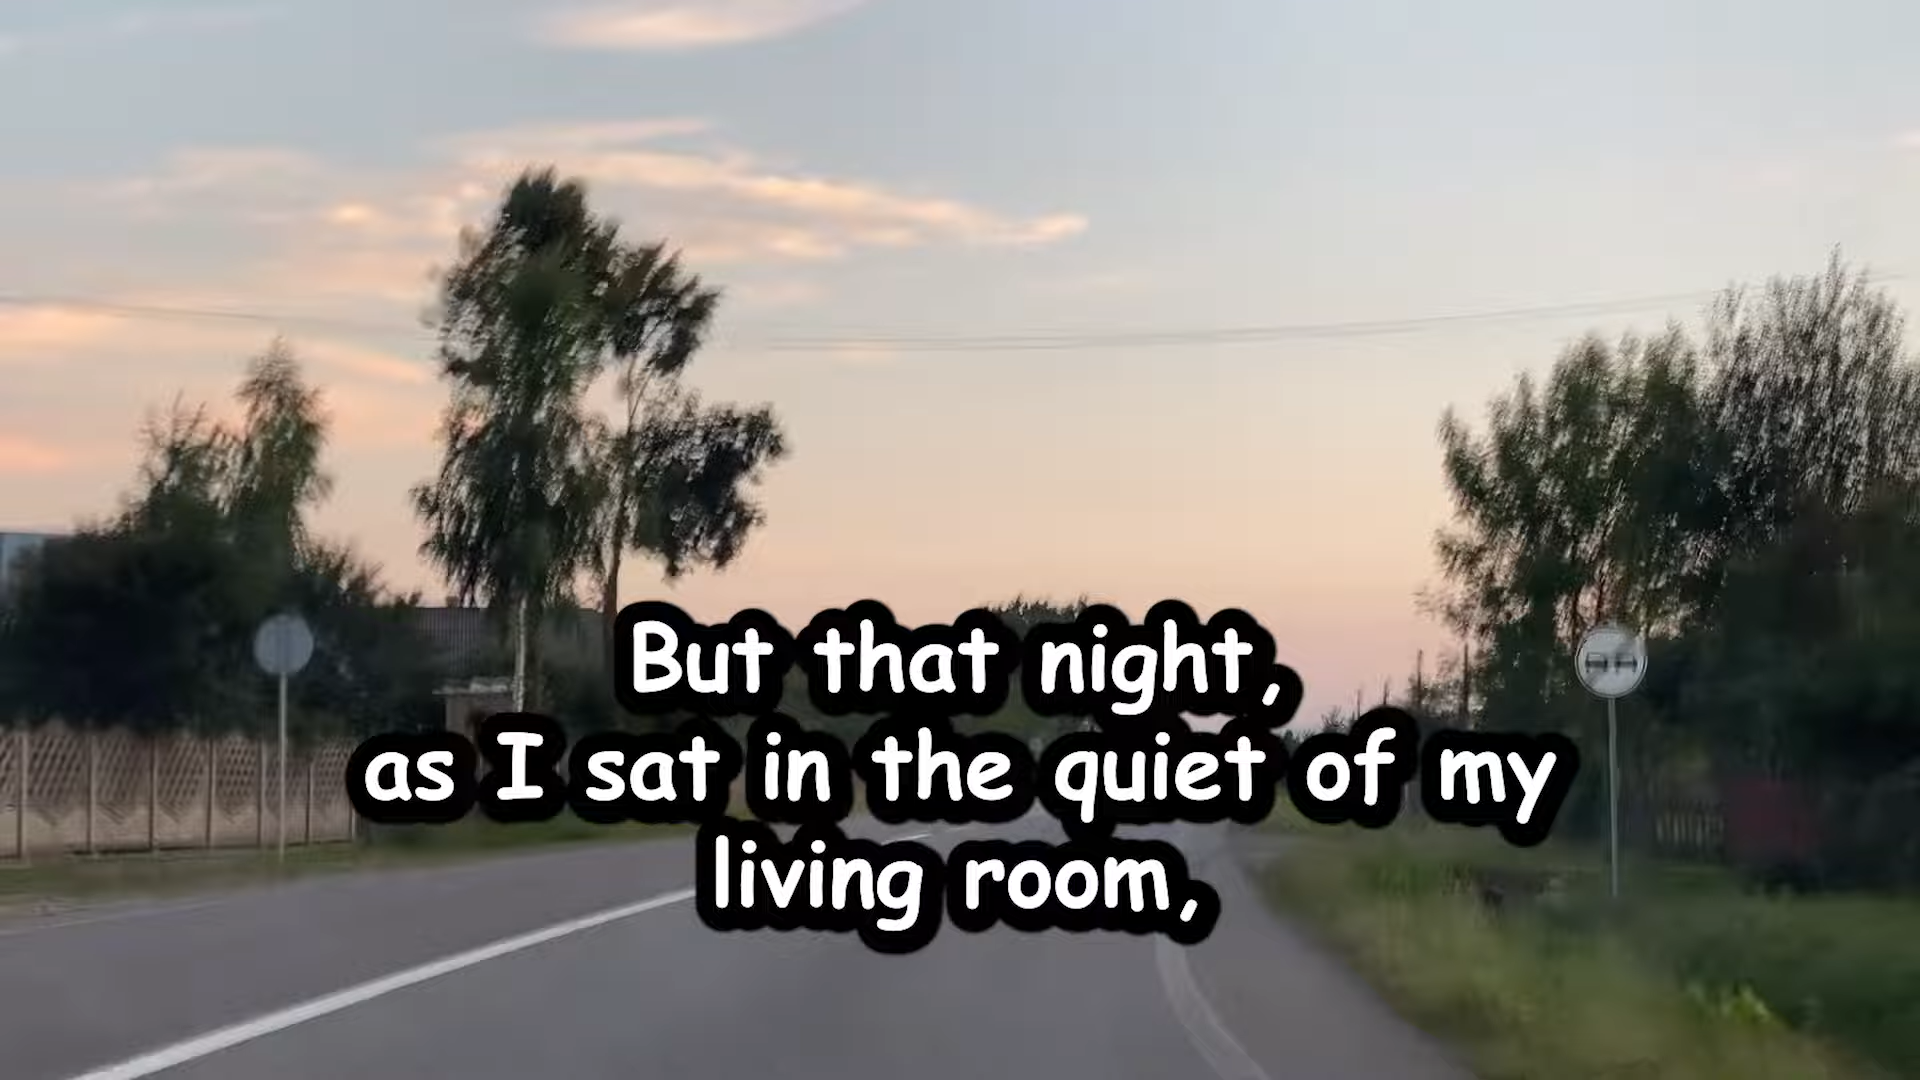 But that night,
as I sat in the quiet of my
living room,